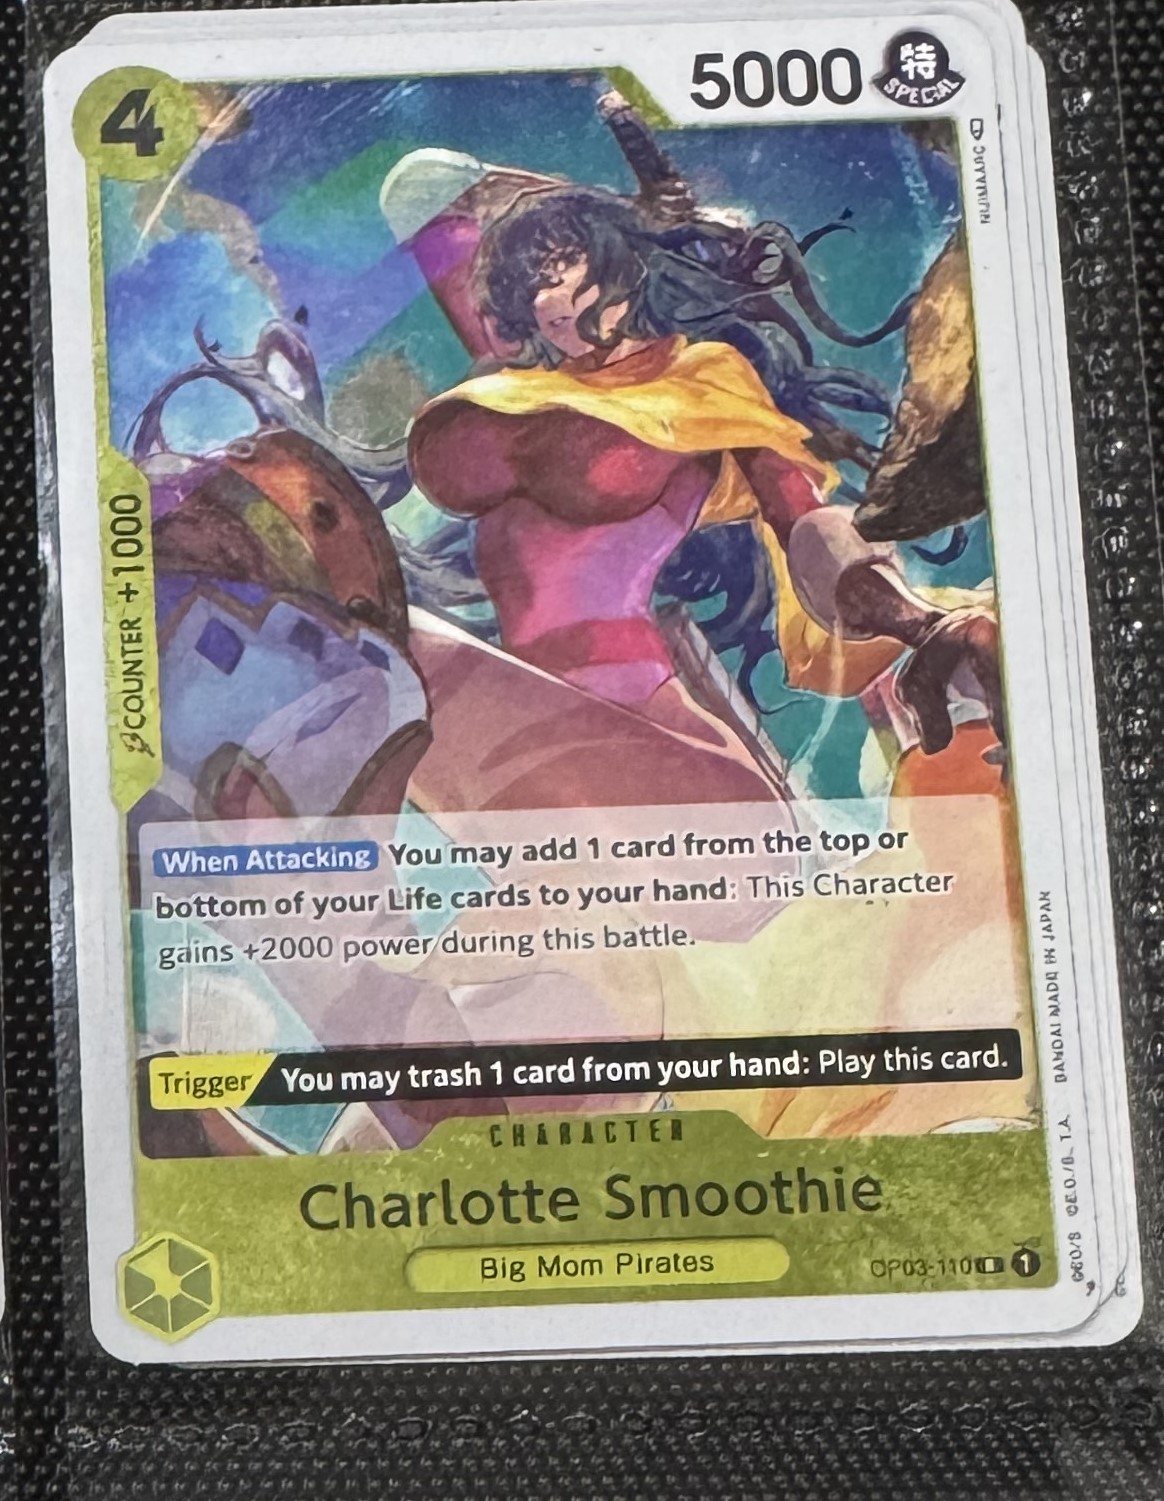 4
5000
特
SPECIAL
COUNTER +1000
When Attacking You may add 1 card from the top or
bottom of your Life cards to your hand: This Character
gains +2000 power during this battle.
Trigger You may trash 1 card from your hand: Play this card.
CHARACTER
Charlotte Smoothie
Big Mom Pirates
OP03-110
1
BANDAI MADE IN JAPAN